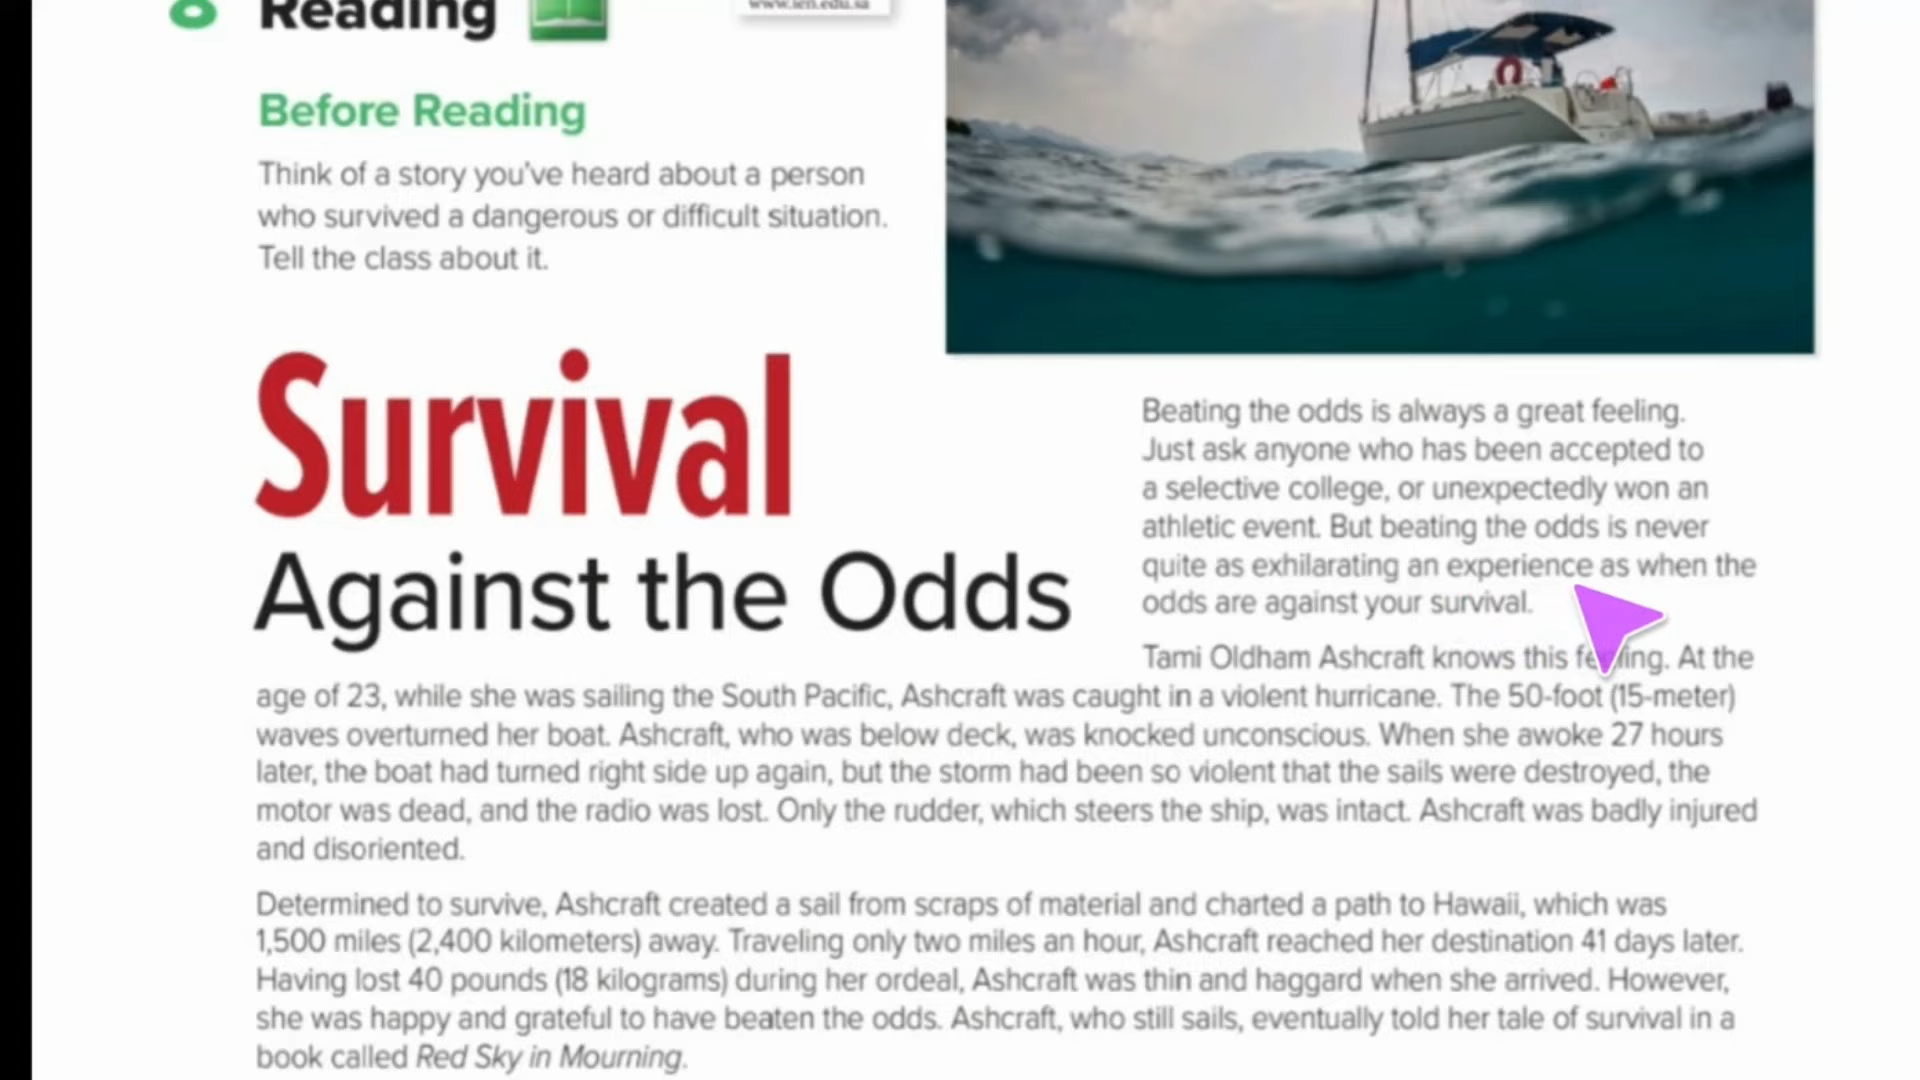 8 Reading
www.ien.edu.sa
Before Reading
Think of a story you've heard about a person
who survived a dangerous or difficult situation.
Tell the class about it.
Survival
Against the Odds
Beating the odds is always a great feeling.
Just ask anyone who has been accepted to
a selective college, or unexpectedly won an
athletic event. But beating the odds is never
quite as exhilarating an experience as when the
odds are against your survival.
Tami Oldham Ashcraft knows this feeling. At the
age of 23, while she was sailing the South Pacific, Ashcraft was caught in a violent hurricane. The 50-foot (15-meter)
waves overturned her boat. Ashcraft, who was below deck, was knocked unconscious. When she awoke 27 hours
later, the boat had turned right side up again, but the storm had been so violent that the sails were destroyed, the
motor was dead, and the radio was lost. Only the rudder, which steers the ship, was intact. Ashcraft was badly injured
and disoriented.
Determined to survive, Ashcraft created a sail from scraps of material and charted a path to Hawaii, which was
1,500 miles (2,400 kilometers) away. Traveling only two miles an hour, Ashcraft reached her destination 41 days later.
Having lost 40 pounds (18 kilograms) during her ordeal, Ashcraft was thin and haggard when she arrived. However,
she was happy and grateful to have beaten the odds. Ashcraft, who still sails, eventually told her tale of survival in a
book called Red Sky in Mourning.